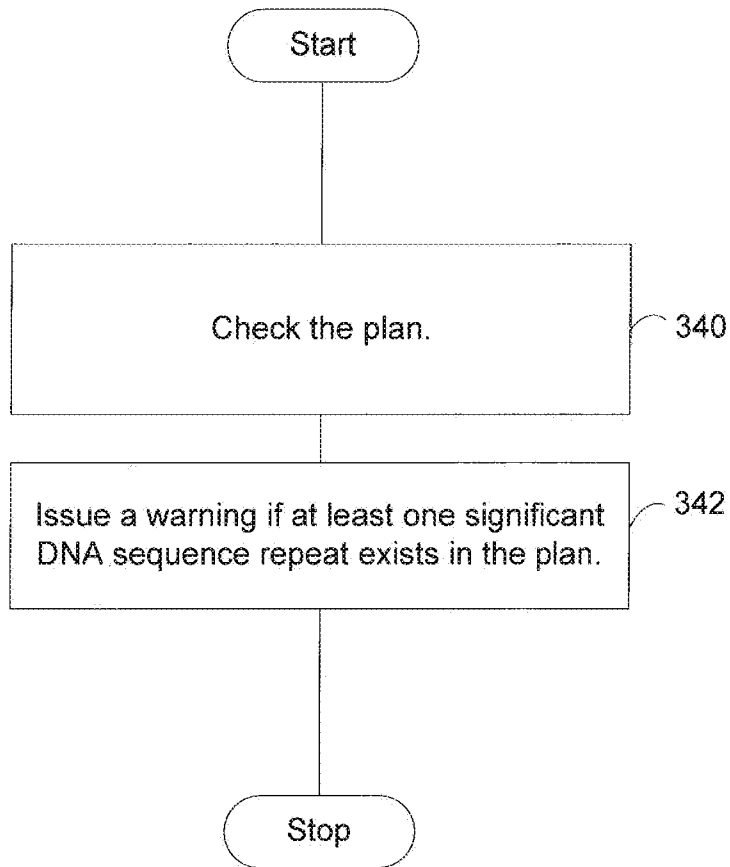 Start
Check the plan.
340
Issue a warning if at least one significant
DNA sequence repeat exists in the plan.
342
Stop